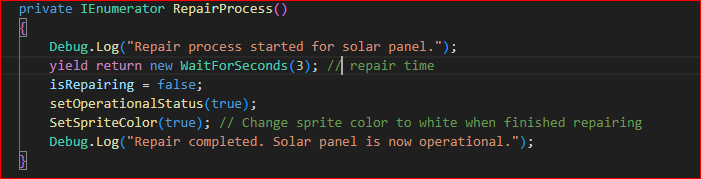 private IEnumerator RepairProcess()
{
    Debug.Log("Repair process started for solar panel.");
    yield return new WaitForSeconds(3); // repair time
    isRepairing = false;
    setOperationalStatus(true);
    SetSpriteColor(true); // Change sprite color to white when finished repairing
    Debug.Log("Repair completed. Solar panel is now operational.");
}